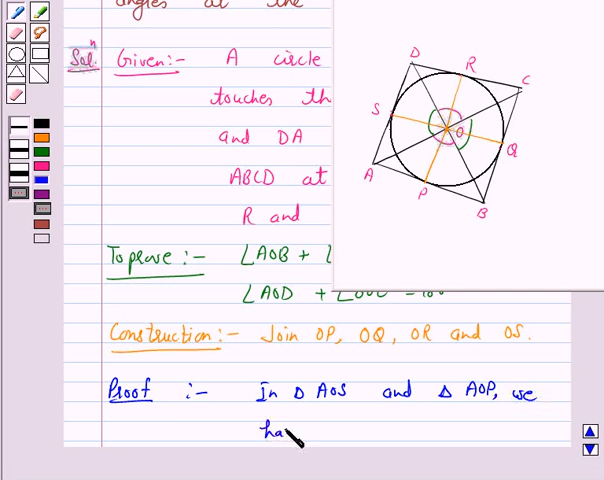 angles at the
Solⁿ Given:- A circle
touches th
and DA
ABCD at
R and
To prove :- ∠AOB + ∠
∠AOD + ∠
Construction:- Join OP, OQ, OR and OS.
Proof :- In Δ AOS and Δ AOP, we
ha
D
R
C
S
O
Q
A
P
B